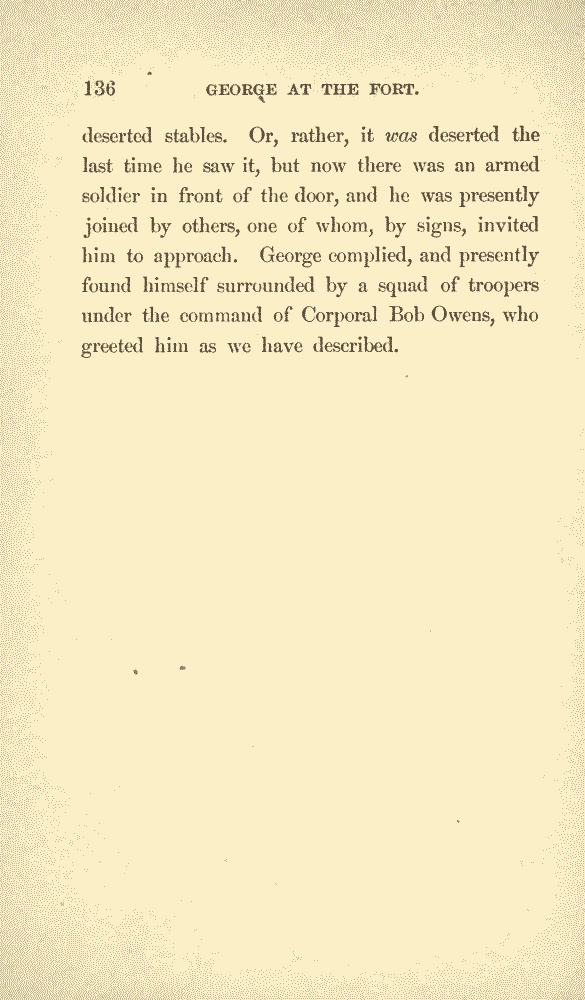 136 GEORGE AT THE FORT.
deserted stables. Or, rather, it was deserted the
last time he saw it, but now there was an armed
soldier in front of the door, and he was presently
joined by others, one of whom, by signs, invited
him to approach. George complied, and presently
found himself surrounded by a squad of troopers
under the command of Corporal Bob Owens, who
greeted him as we have described.